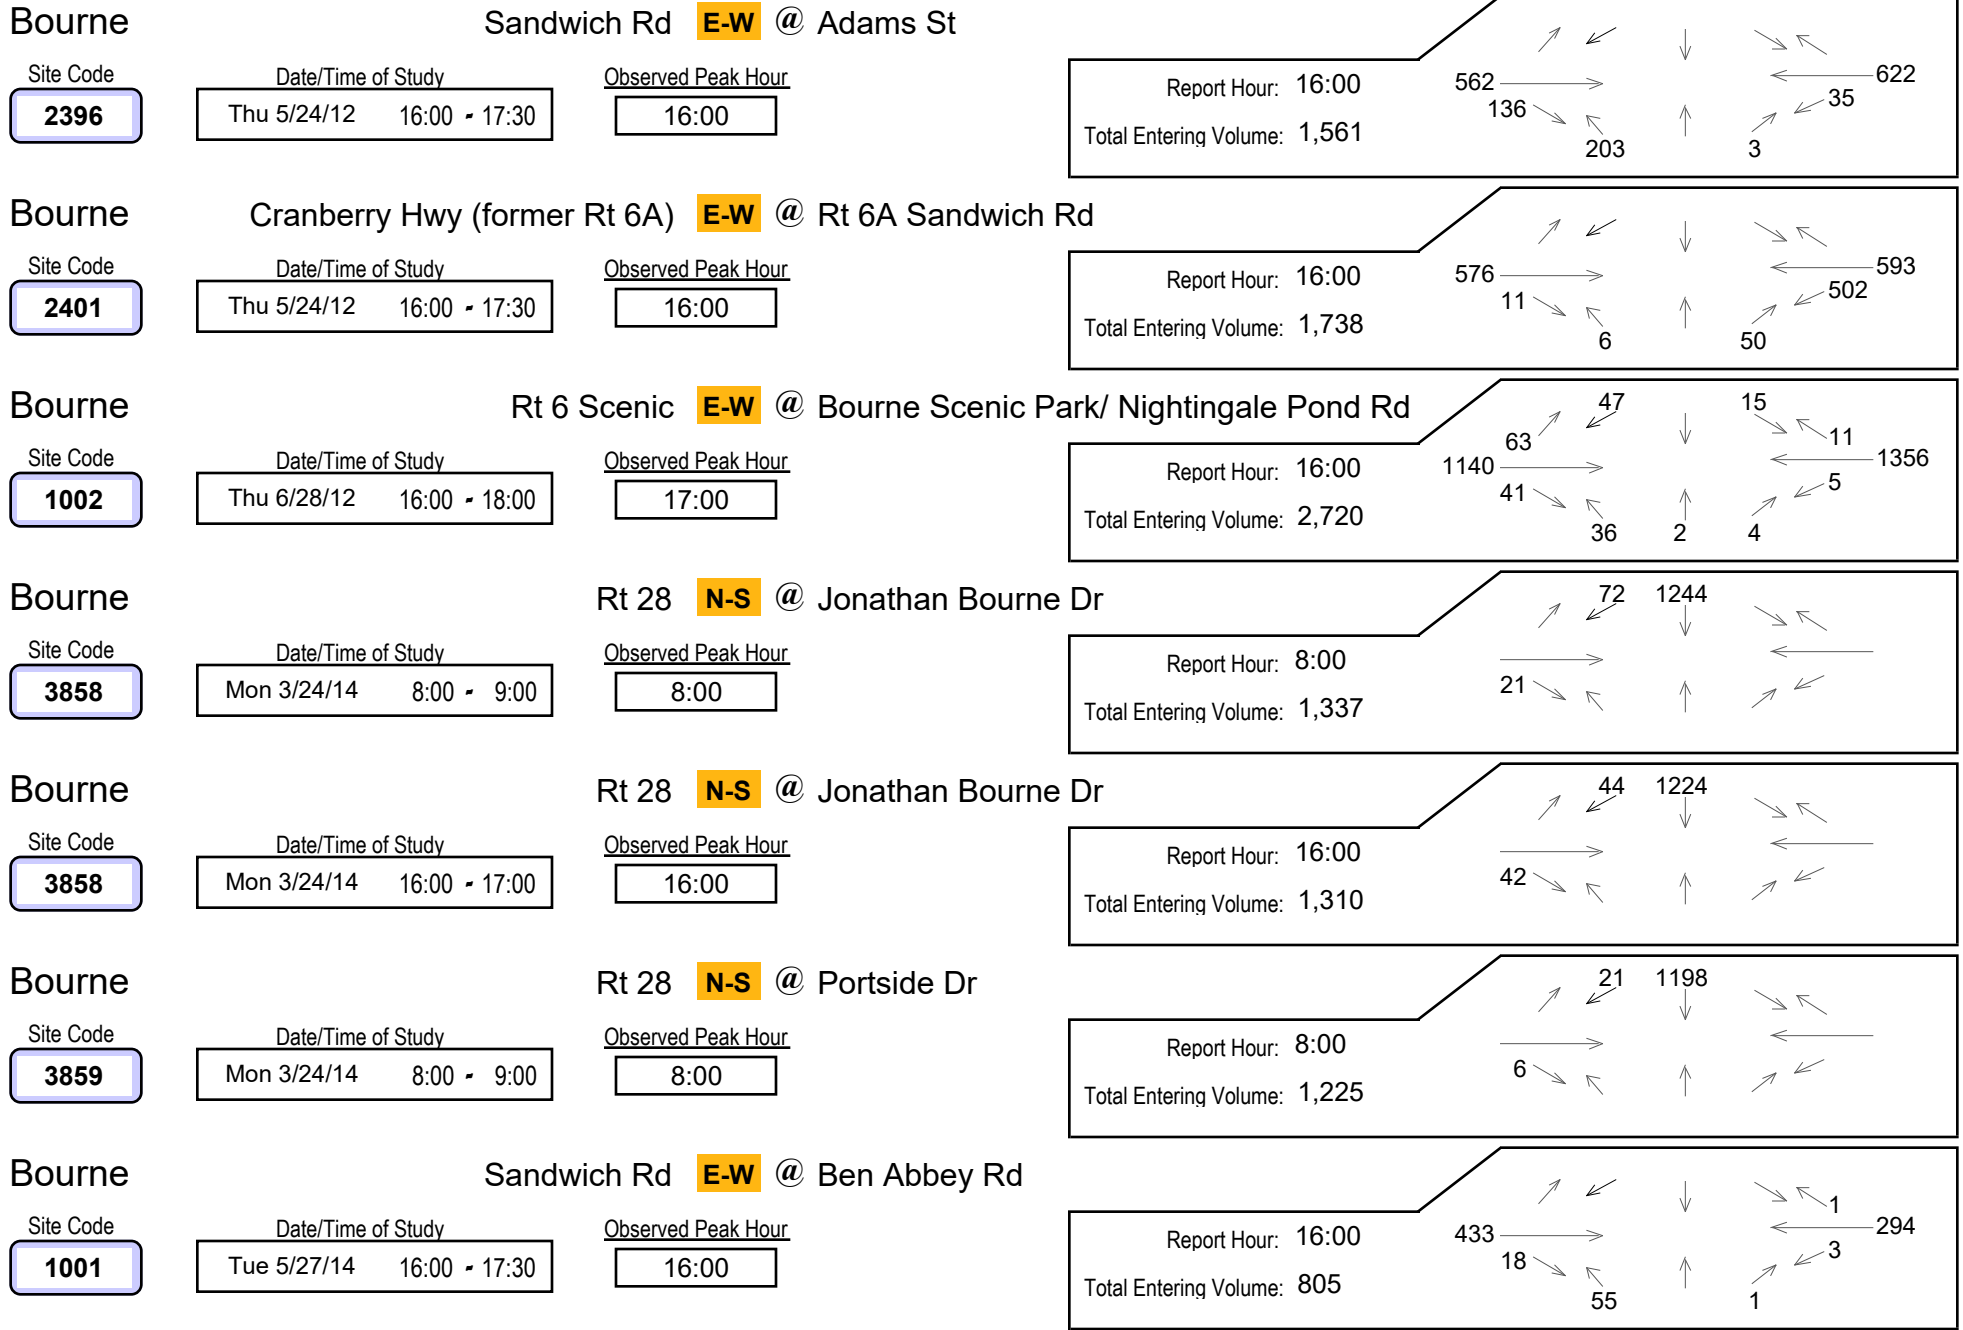 Bourne
Sandwich Rd E-W @ Adams St
Site Code
2396
Date/Time of Study
Thu 5/24/12 16:00 - 17:30
Observed Peak Hour
16:00
Report Hour: 16:00
Total Entering Volume: 1,561
562
136
203
3
622
35
Bourne
Cranberry Hwy (former Rt 6A) E-W @ Rt 6A Sandwich Rd
Site Code
2401
Date/Time of Study
Thu 5/24/12 16:00 - 17:30
Observed Peak Hour
16:00
Report Hour: 16:00
Total Entering Volume: 1,738
576
11
6
50
593
502
Bourne
Rt 6 Scenic E-W @ Bourne Scenic Park/ Nightingale Pond Rd
Site Code
1002
Date/Time of Study
Thu 6/28/12 16:00 - 18:00
Observed Peak Hour
17:00
Report Hour: 16:00
Total Entering Volume: 2,720
47 15
63
1140
41
36 2 4
11
1356
5
Bourne
Rt 28 N-S @ Jonathan Bourne Dr
Site Code
3858
Date/Time of Study
Mon 3/24/14 8:00 - 9:00
Observed Peak Hour
8:00
Report Hour: 8:00
Total Entering Volume: 1,337
72 1244
21
Bourne
Rt 28 N-S @ Jonathan Bourne Dr
Site Code
3858
Date/Time of Study
Mon 3/24/14 16:00 - 17:00
Observed Peak Hour
16:00
Report Hour: 16:00
Total Entering Volume: 1,310
44 1224
42
Bourne
Rt 28 N-S @ Portside Dr
Site Code
3859
Date/Time of Study
Mon 3/24/14 8:00 - 9:00
Observed Peak Hour
8:00
Report Hour: 8:00
Total Entering Volume: 1,225
21 1198
6
Bourne
Sandwich Rd E-W @ Ben Abbey Rd
Site Code
1001
Date/Time of Study
Tue 5/27/14 16:00 - 17:30
Observed Peak Hour
16:00
Report Hour: 16:00
Total Entering Volume: 805
433
18
55
1
1
294
3